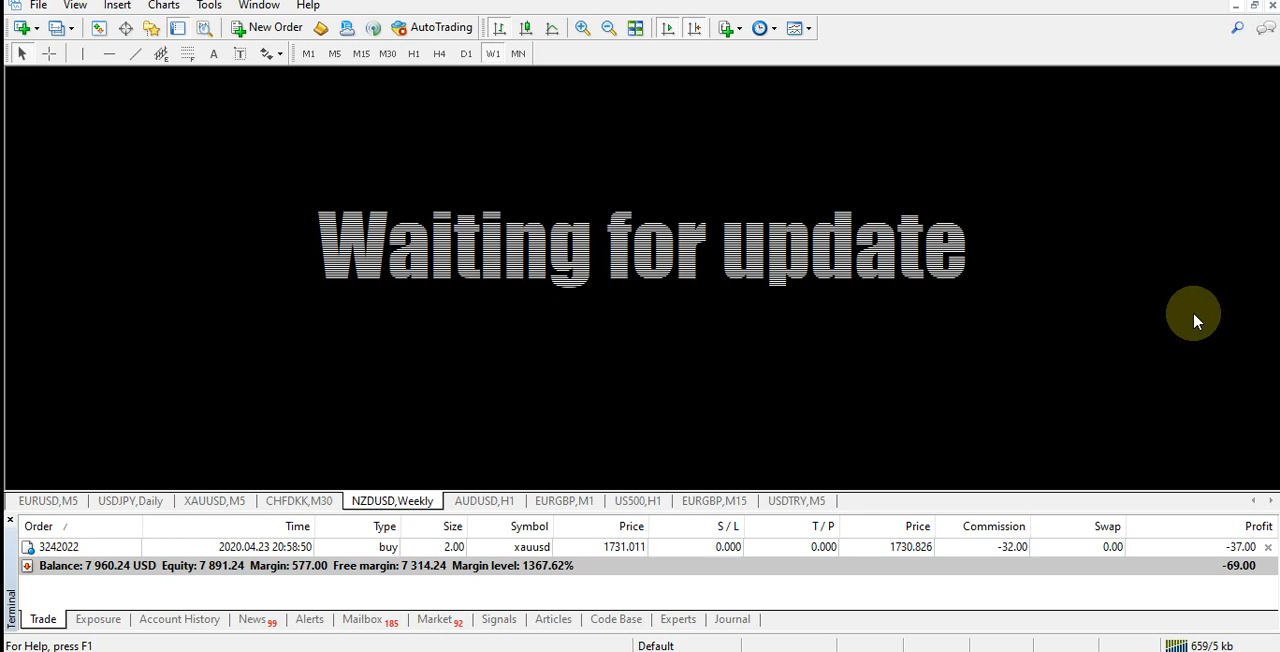 File View Insert Charts Tools Window Help
New Order AutoTrading
A T M1 M5 M15 M30 H1 H4 D1 W1 MN
Waiting for update
EURUSD,M5 USDJPY,Daily XAUUSD,M5 CHFDKK,M30 NZDUSD,Weekly AUDUSD,H1 EURGBP,M1 US500,H1 EURGBP,M15 USDTRY,M5
Order / Time Type Size Symbol Price S / L T / P Price Commission Swap Profit
3242022 2020.04.23 20:58:50 buy 2.00 xauusd 1731.011 0.000 0.000 1730.826 -32.00 0.00 -37.00
Balance: 7 960.24 USD Equity: 7 891.24 Margin: 577.00 Free margin: 7 314.24 Margin level: 1367.62% -69.00
Terminal
Trade Exposure Account History News 99 Alerts Mailbox 185 Market 92 Signals Articles Code Base Experts Journal
For Help, press F1 Default 659/5 kb